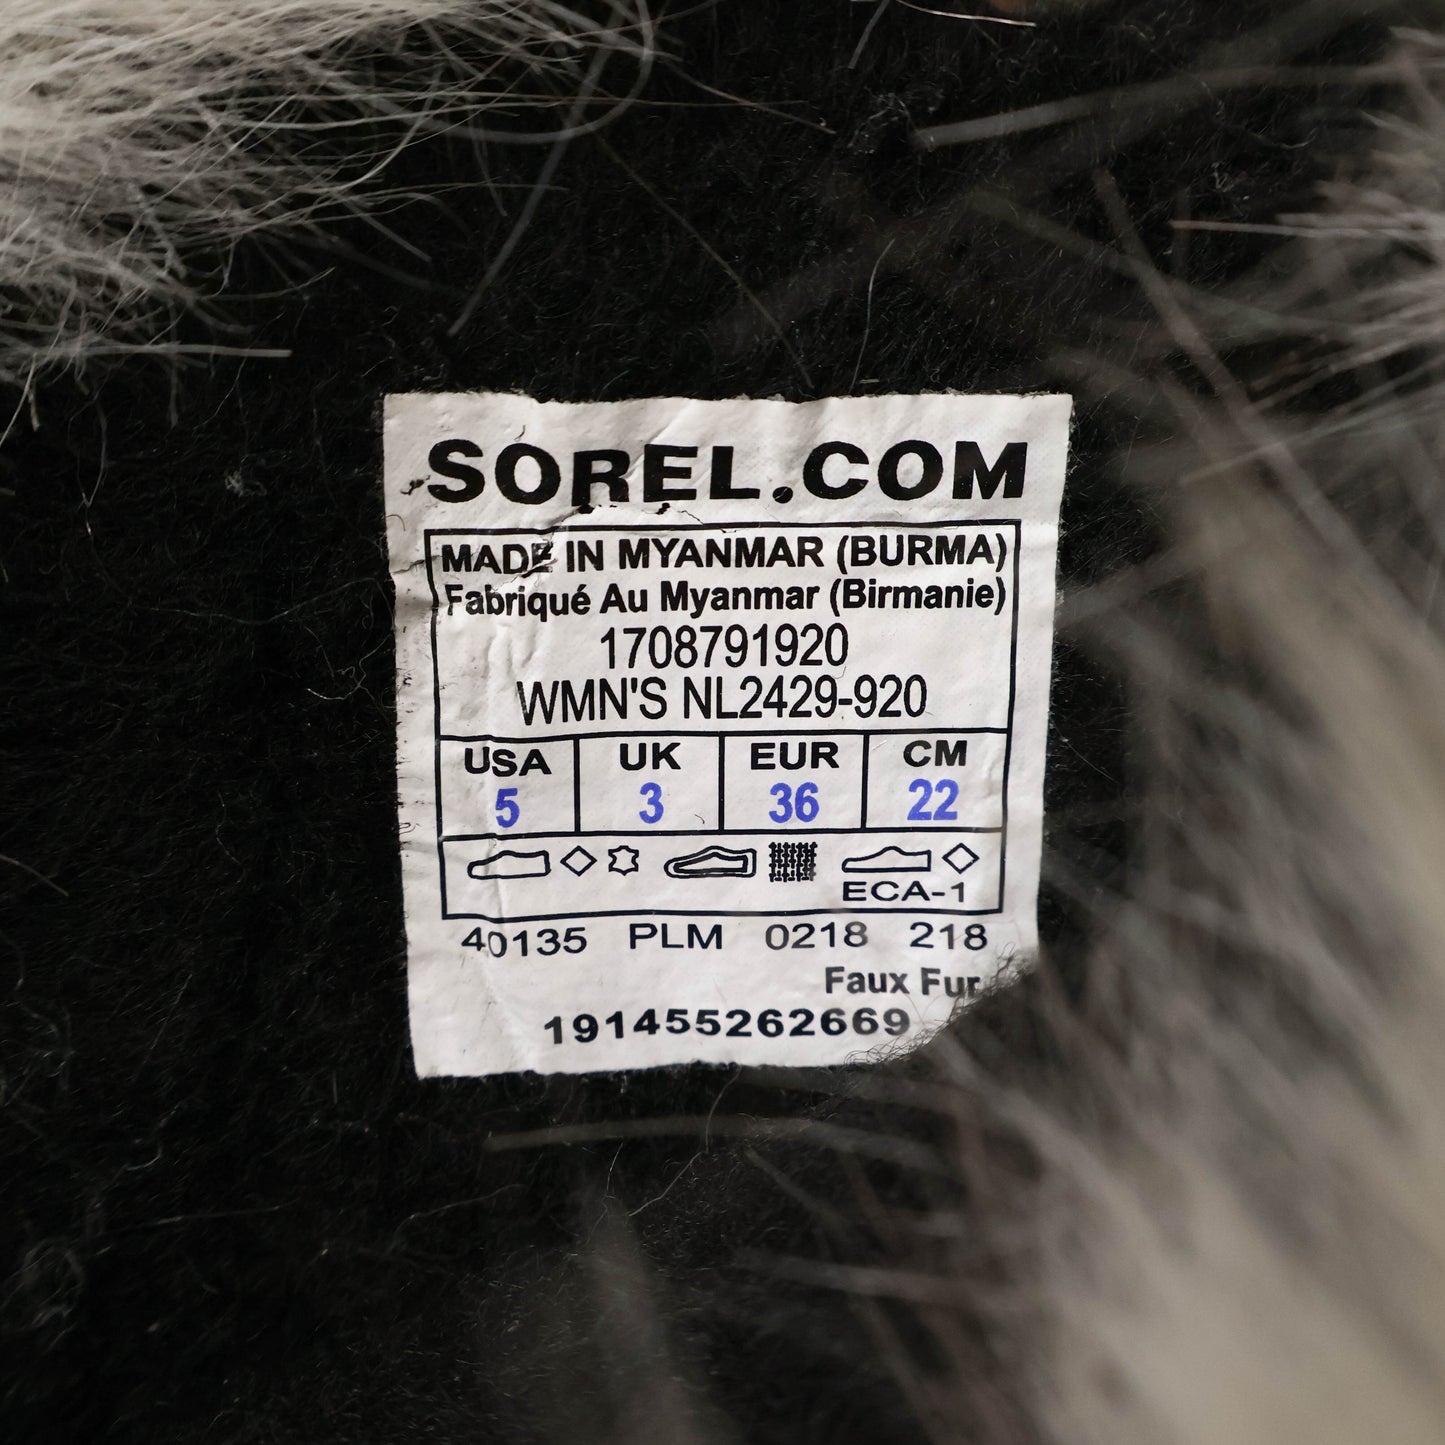 SOREL.COM
MADE IN MYANMAR (BURMA)
Fabriqué Au Myanmar (Birmanie)
1708791920
WMN'S NL2429-920
USA UK EUR CM
5 3 36 22
ECA-1
40135 PLM 0218 218
Faux Fur
191455262669